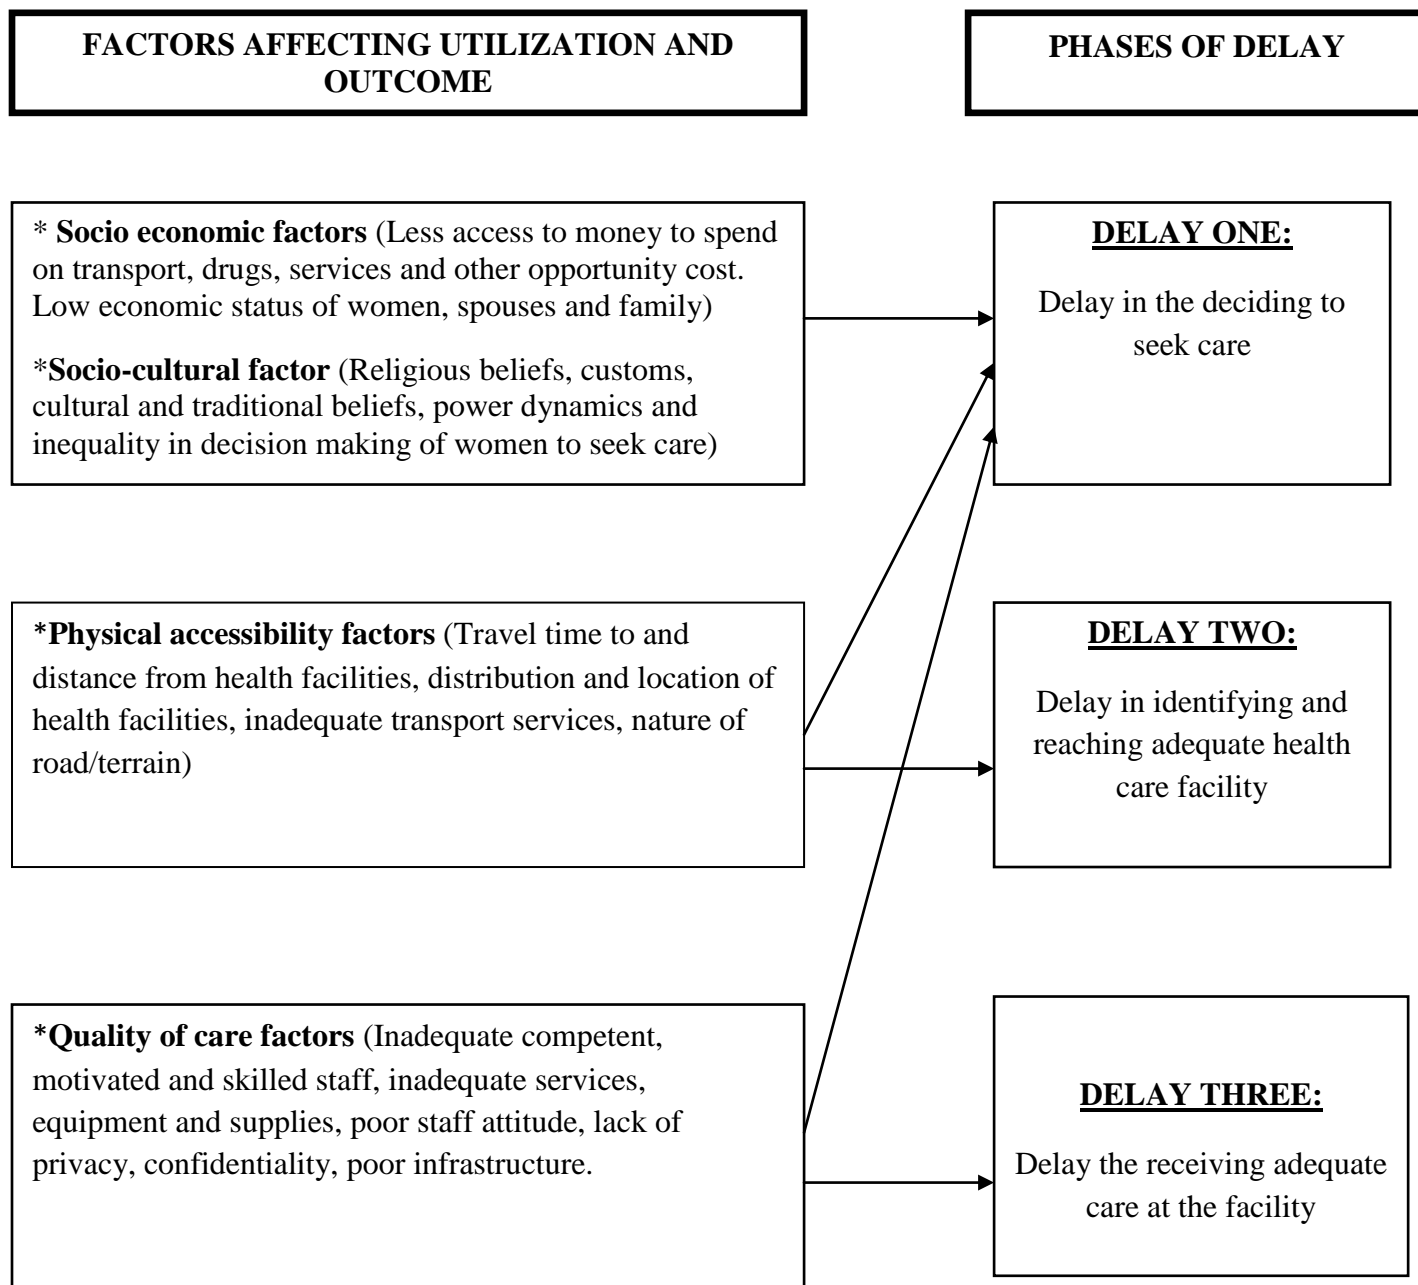 FACTORS AFFECTING UTILIZATION AND
OUTCOME
PHASES OF DELAY
* Socio economic factors (Less access to money to spend
on transport, drugs, services and other opportunity cost.
Low economic status of women, spouses and family)
*Socio-cultural factor (Religious beliefs, customs,
cultural and traditional beliefs, power dynamics and
inequality in decision making of women to seek care)
DELAY ONE:
Delay in the deciding to
seek care
*Physical accessibility factors (Travel time to and
distance from health facilities, distribution and location of
health facilities, inadequate transport services, nature of
road/terrain)
DELAY TWO:
Delay in identifying and
reaching adequate health
care facility
*Quality of care factors (Inadequate competent,
motivated and skilled staff, inadequate services,
equipment and supplies, poor staff attitude, lack of
privacy, confidentiality, poor infrastructure.
DELAY THREE:
Delay the receiving adequate
care at the facility